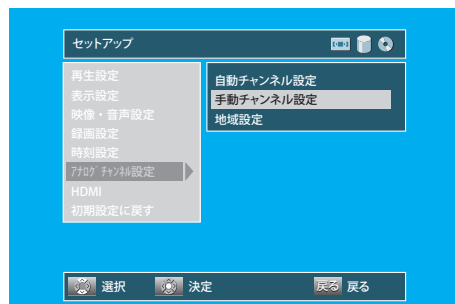 セットアップ
再生設定
表示設定
映像・音声設定
録画設定
時刻設定
ｱﾅﾛｸﾞ ﾁｬﾝﾈﾙ設定
HDMI
初期設定に戻す
自動チャンネル設定
手動チャンネル設定
地域設定
選択 決定 戻る 戻る